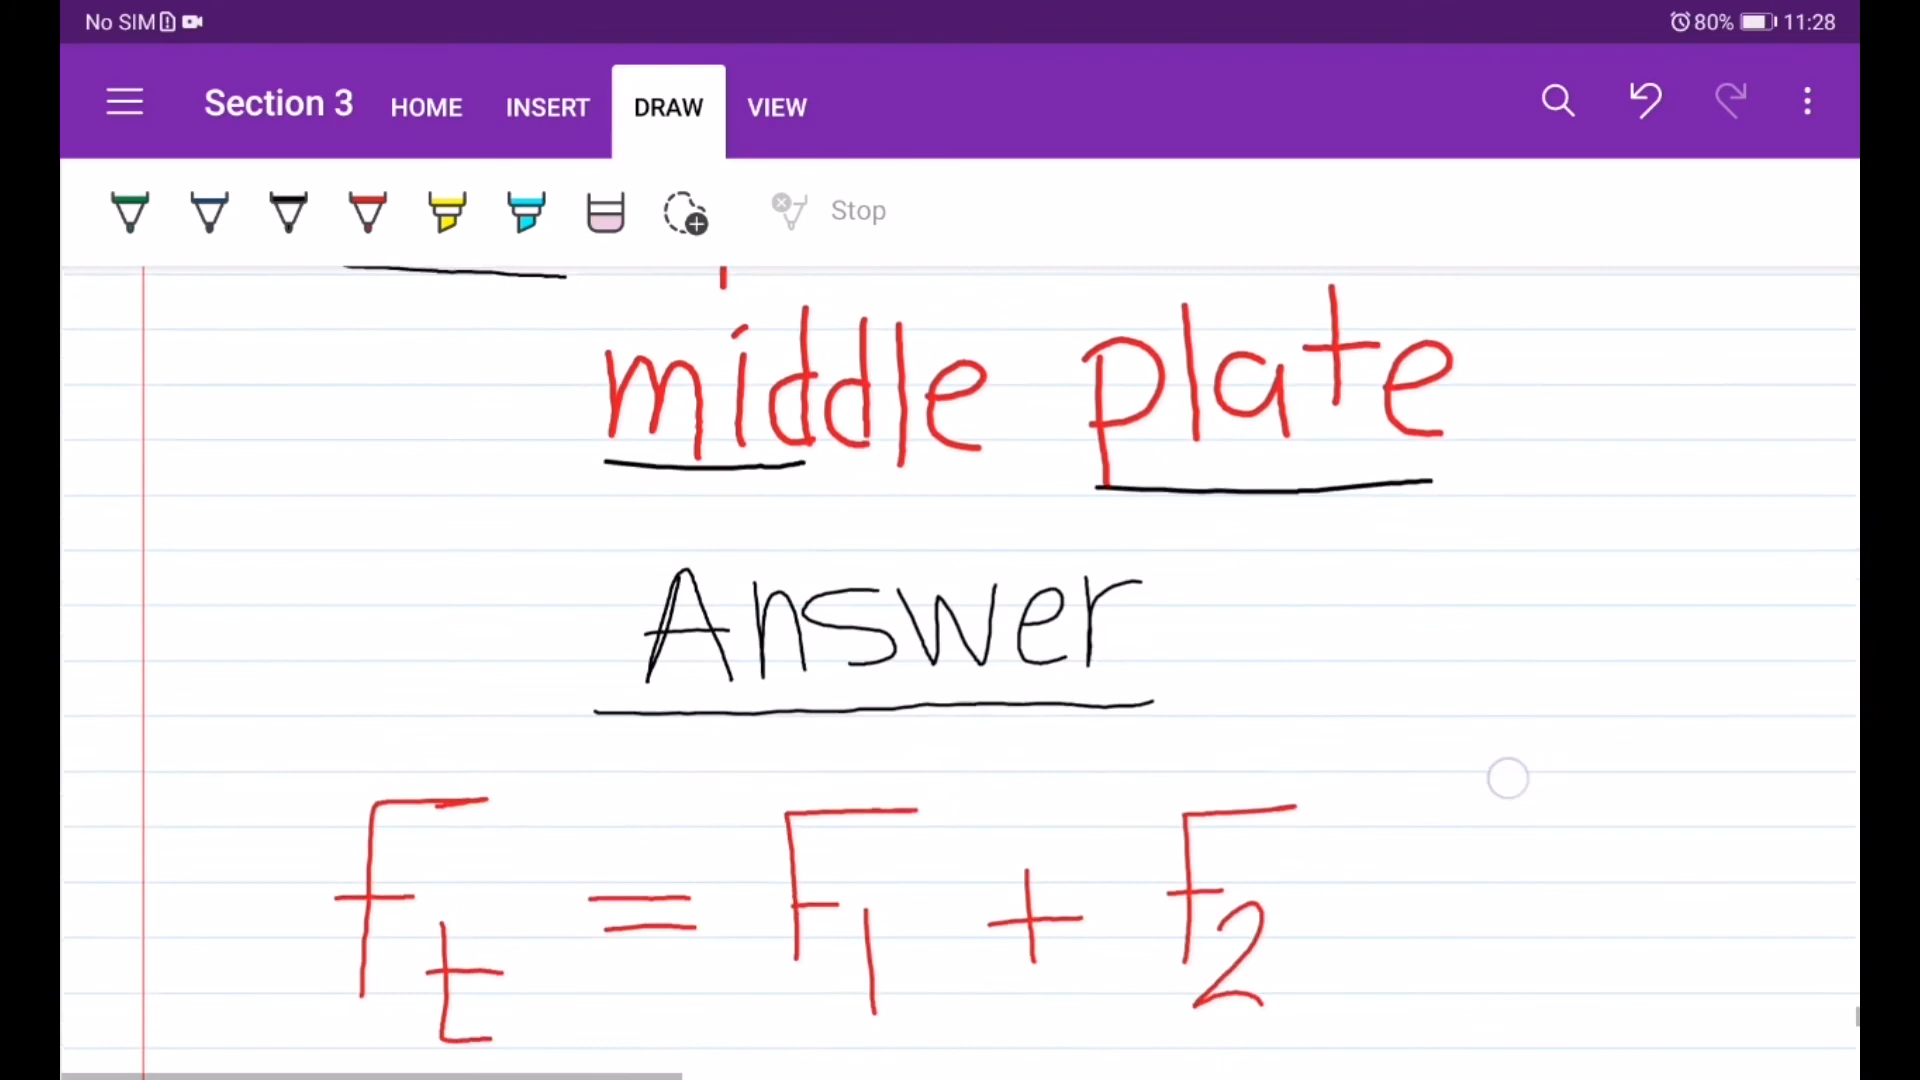 No SIM 80% 11:28
Section 3 HOME INSERT DRAW VIEW
Stop
middle plate
Answer
Ft = F1 + F2